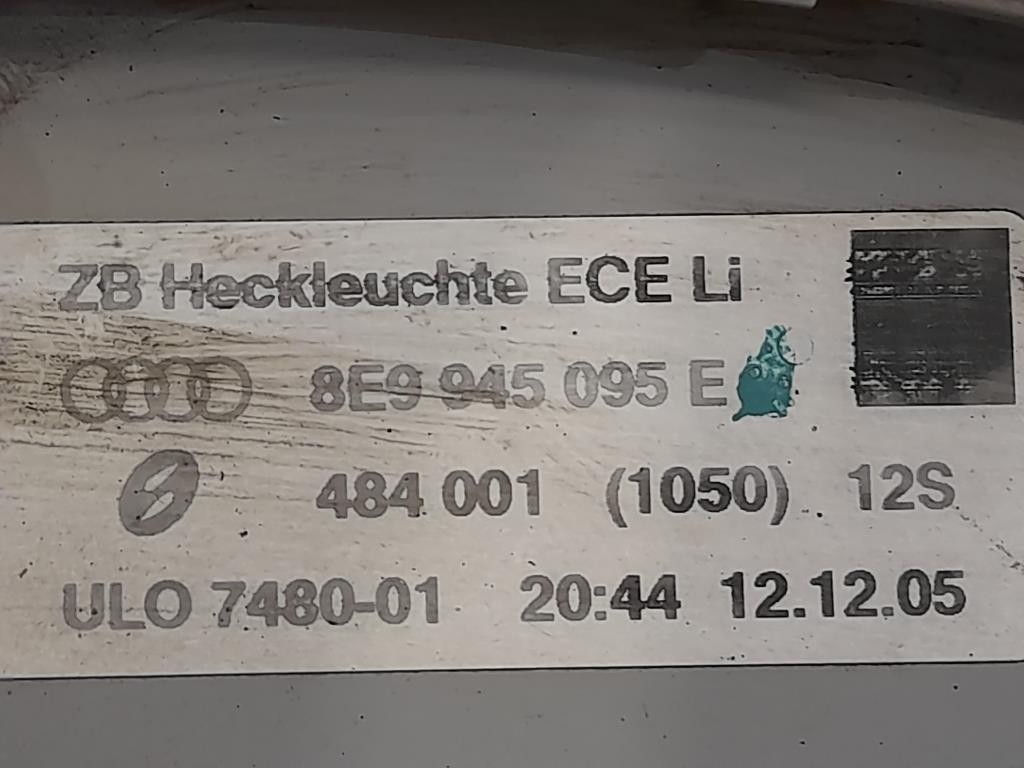 ZB Heckleuchte ECE Li
8E9 945 095 E
484 001 (1050) 12S
ULO 7480-01 20:44 12.12.05